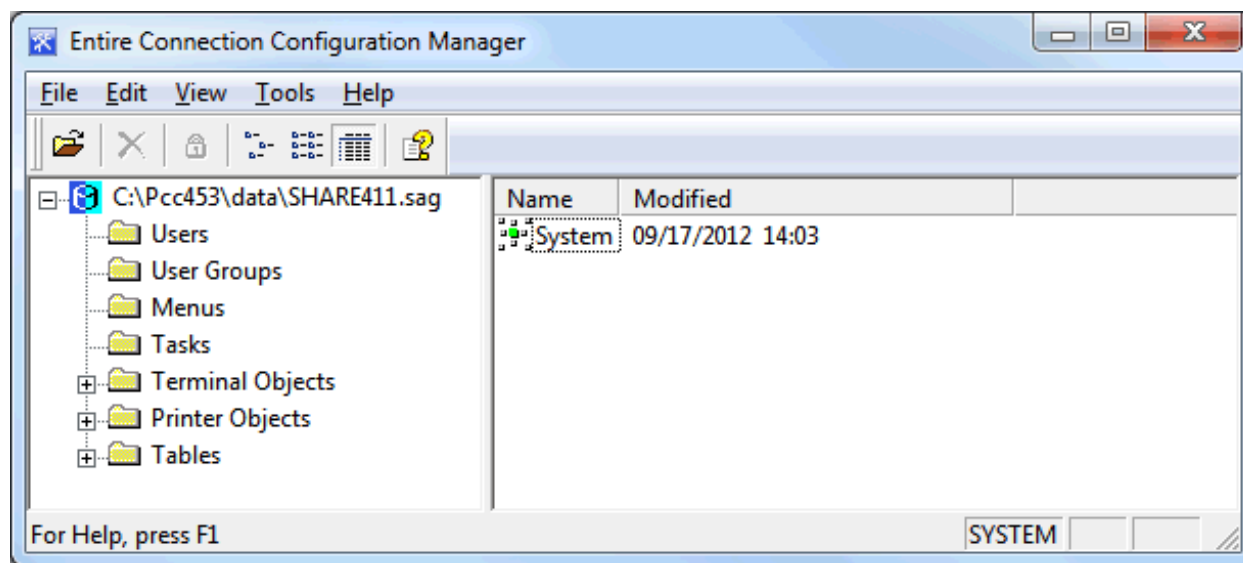 Entire Connection Configuration Manager
File Edit View Tools Help
C:\Pcc453\data\SHARE411.sag
Users
User Groups
Menus
Tasks
Terminal Objects
Printer Objects
Tables
Name Modified
System 09/17/2012 14:03
For Help, press F1 SYSTEM